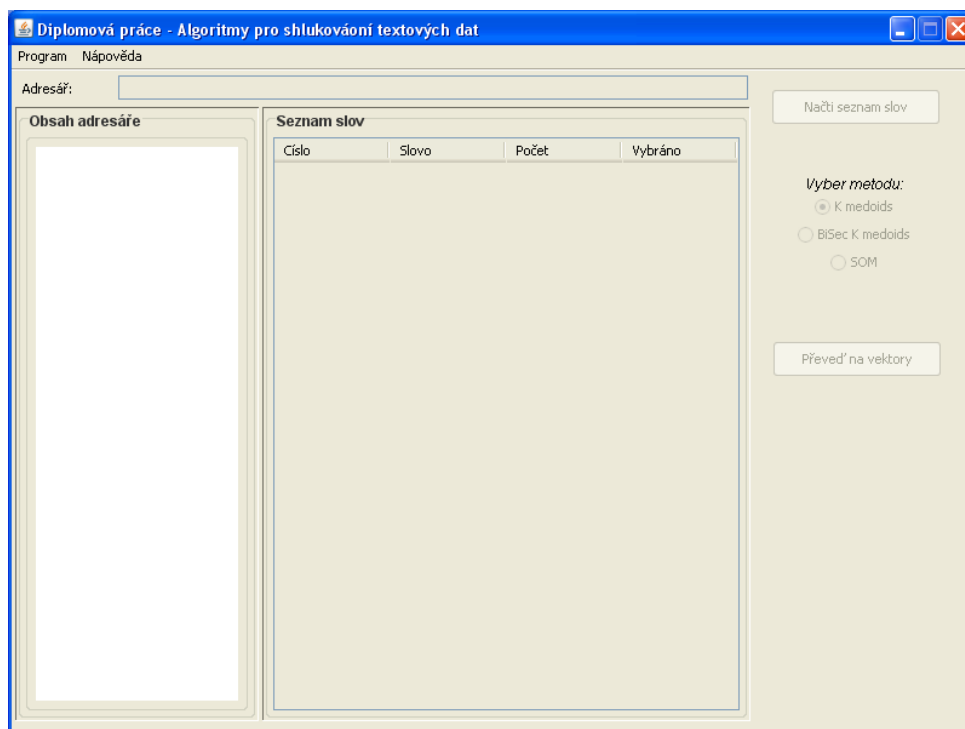 Diplomová práce - Algoritmy pro shlukováoní textových dat
Program Nápověda
Adresář:
Načti seznam slov
Obsah adresáře
Seznam slov
Císlo Slovo Počet Vybráno
Vyber metodu:
K medoids
BiSec K medoids
SOM
Převeď na vektory